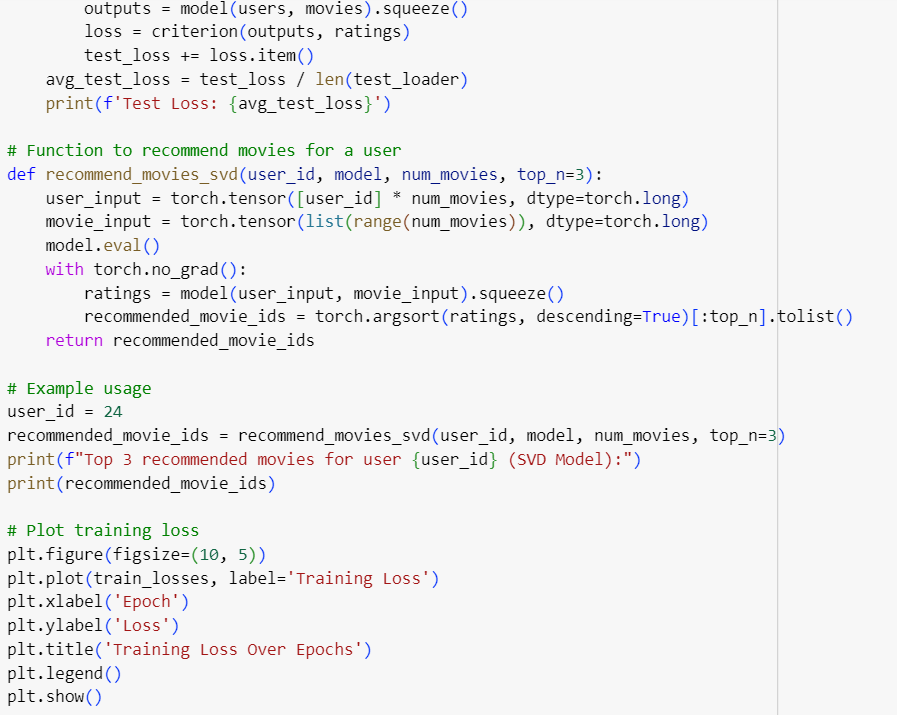 outputs = model(users, movies).squeeze()
        loss = criterion(outputs, ratings)
        test_loss += loss.item()
    avg_test_loss = test_loss / len(test_loader)
    print(f'Test Loss: {avg_test_loss}')

# Function to recommend movies for a user
def recommend_movies_svd(user_id, model, num_movies, top_n=3):
    user_input = torch.tensor([user_id] * num_movies, dtype=torch.long)
    movie_input = torch.tensor(list(range(num_movies)), dtype=torch.long)
    model.eval()
    with torch.no_grad():
        ratings = model(user_input, movie_input).squeeze()
        recommended_movie_ids = torch.argsort(ratings, descending=True)[:top_n].tolist()
    return recommended_movie_ids

# Example usage
user_id = 24
recommended_movie_ids = recommend_movies_svd(user_id, model, num_movies, top_n=3)
print(f"Top 3 recommended movies for user {user_id} (SVD Model):")
print(recommended_movie_ids)

# Plot training loss
plt.figure(figsize=(10, 5))
plt.plot(train_losses, label='Training Loss')
plt.xlabel('Epoch')
plt.ylabel('Loss')
plt.title('Training Loss Over Epochs')
plt.legend()
plt.show()